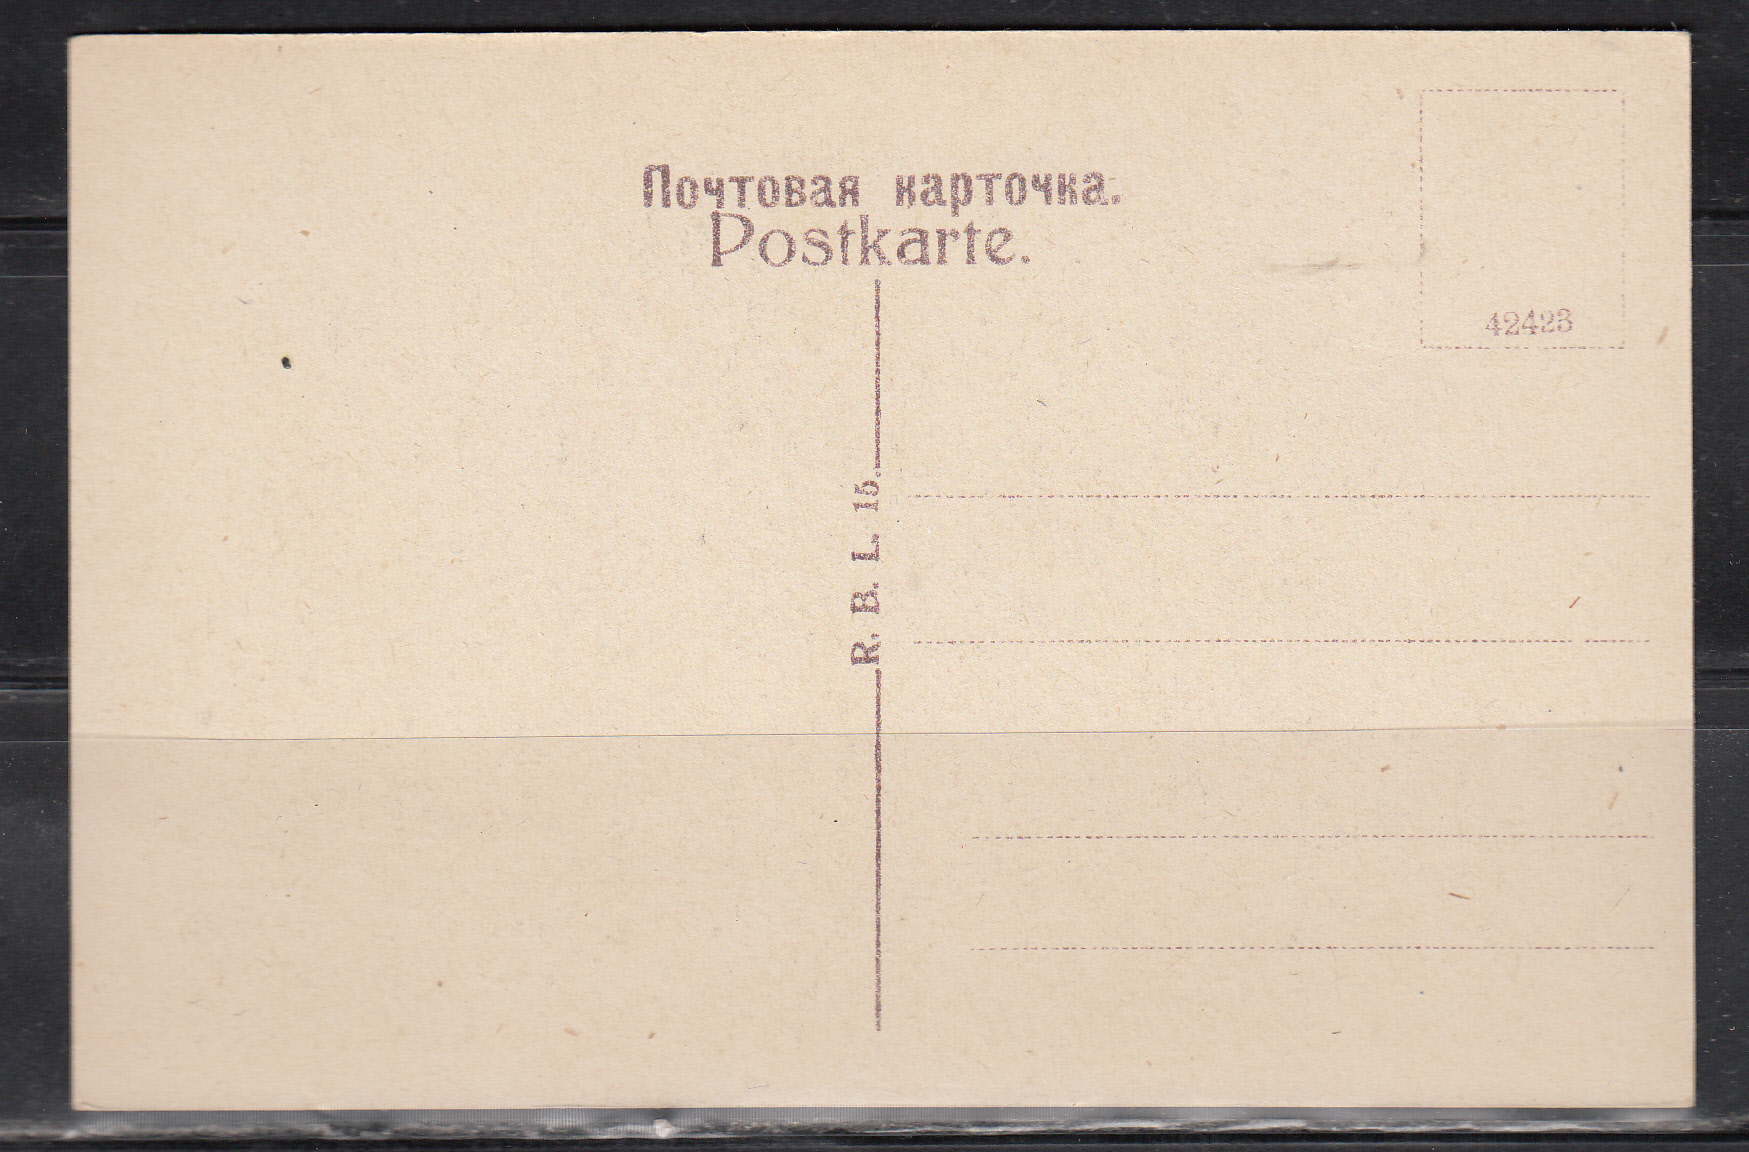 Почтовая карточка.
Postkarte.
42423
R. B. L. 15.